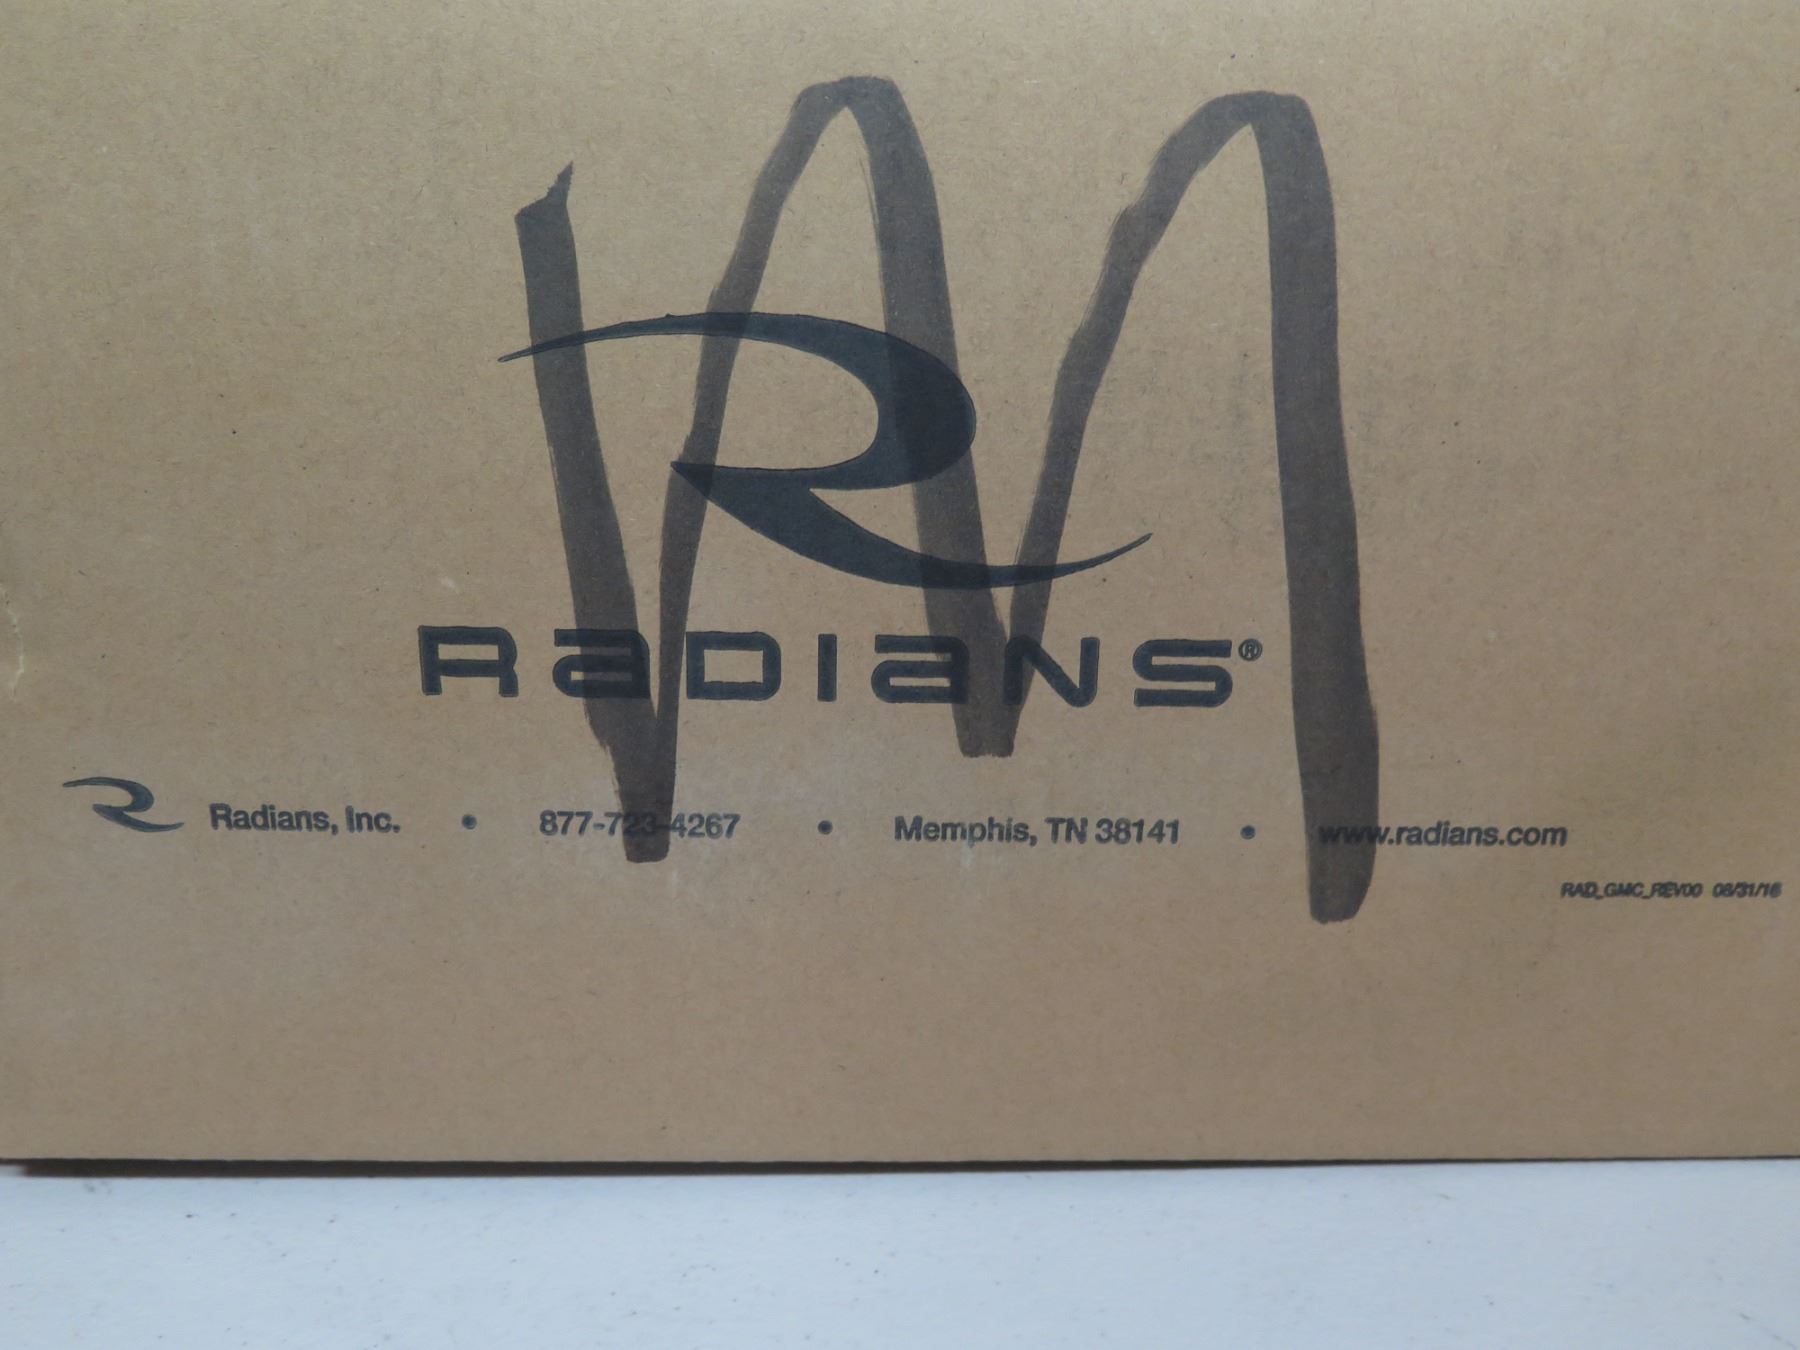 M
RaDIaNS®
Radians, Inc. • 877-723-4267 • Memphis, TN 38141 • www.radians.com
RAD_GMC_REV00 08/31/16